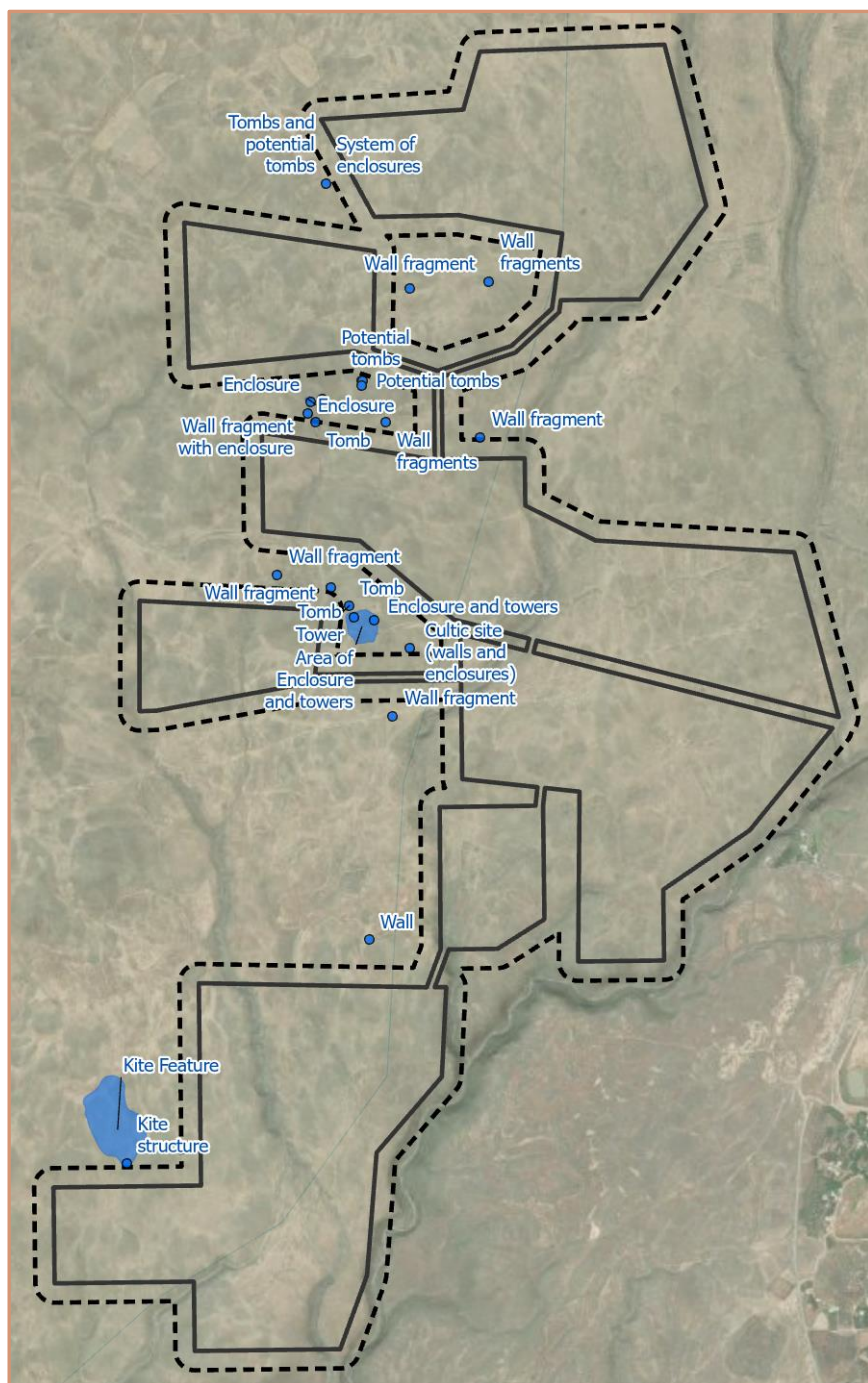 Tombs and
potential
tombs
System of
enclosures
Wall
fragments
Wall fragment
Potential
tombs
Potential tombs
Enclosure
Enclosure
Wall fragment
with enclosure
Tomb
Wall
fragments
Wall fragment
Wall fragment
Wall fragment
Tomb
Tomb
Enclosure and towers
Tower
Cultic site
(walls and
enclosures)
Area of
Enclosure
and towers
Wall fragment
Wall
Kite Feature
Kite
structure